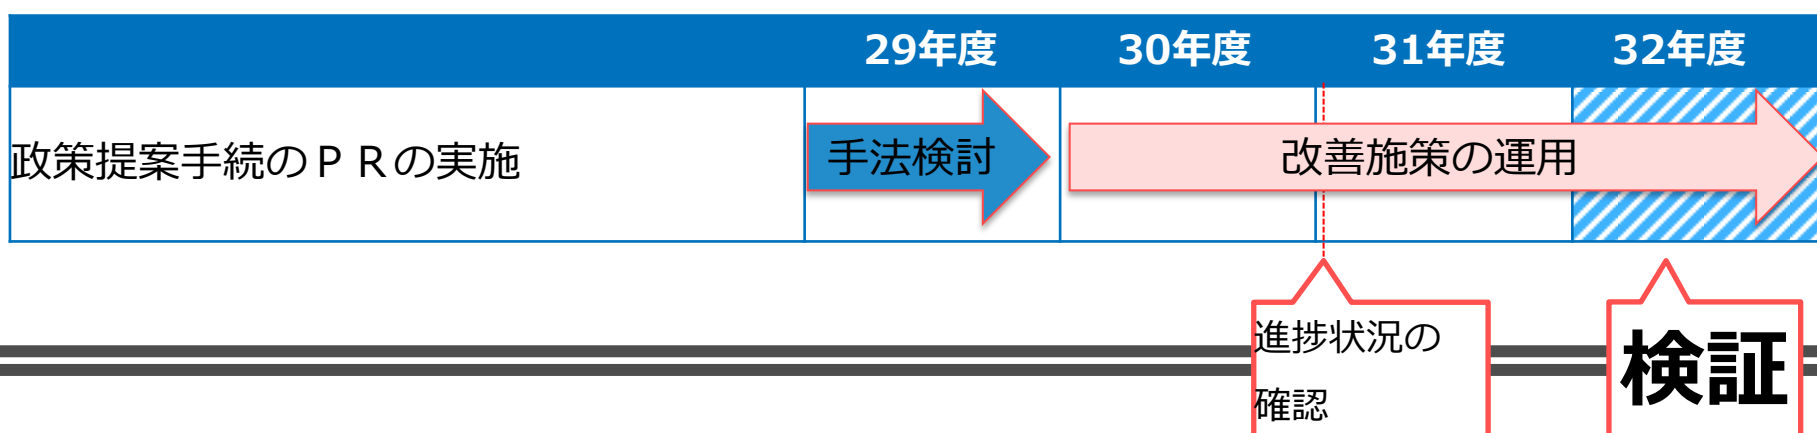 29年度 30年度 31年度 32年度
政策提案手続のＰＲの実施 手法検討 改善施策の運用
進捗状況の
確認
検証